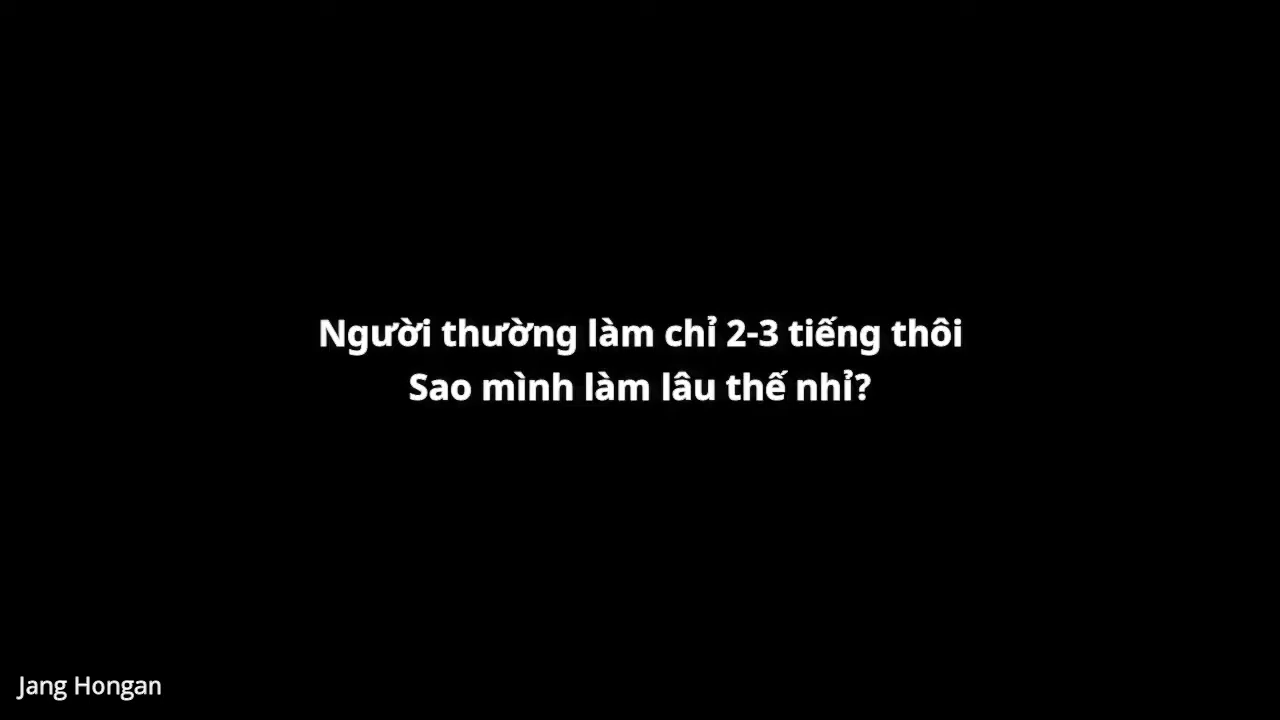 Người thường làm chỉ 2-3 tiếng thôi
Sao mình làm lâu thế nhỉ?
Jang Hongan